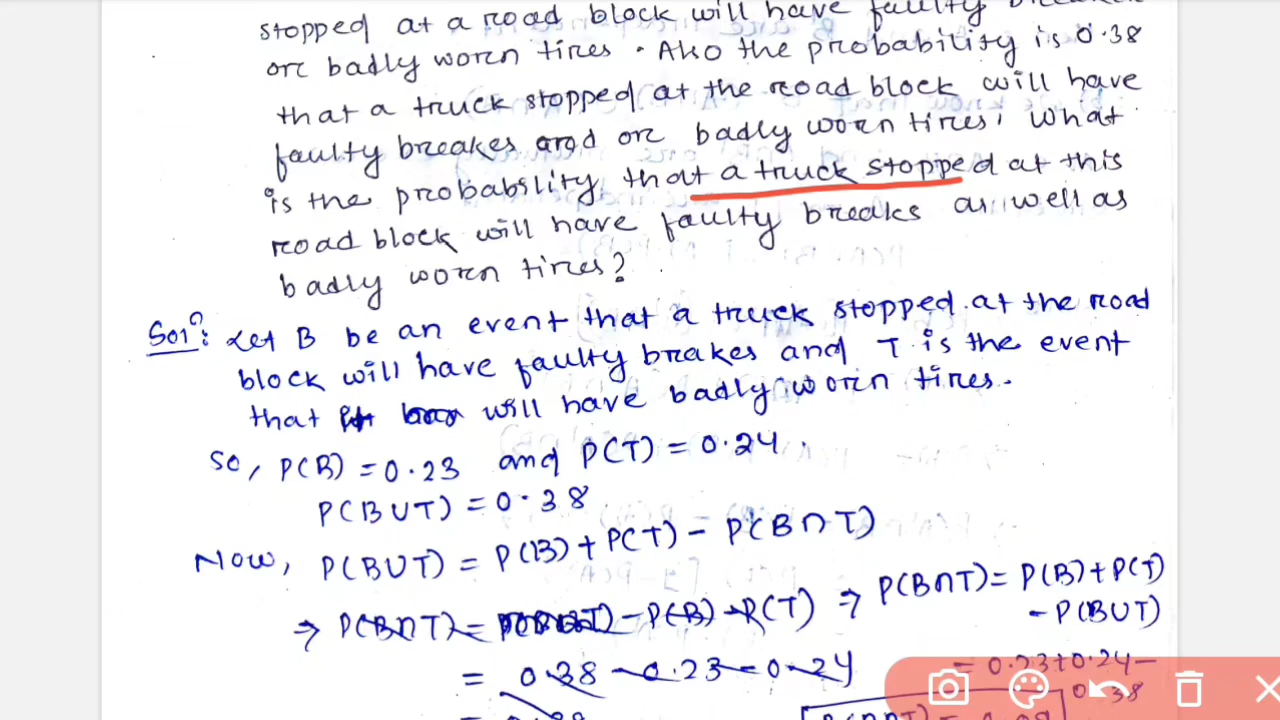 stopped at a road block will have faulty
or badly worn tires. Also the probability is 0.38
that a truck stopped at the road block will have
faulty breakes and or badly worn tires, What
is the probability that a truck stopped at this
road block will have faulty breaks as well as
badly worn tires?
Solⁿ: Let B be an event that a truck stopped at the road
block will have faulty brakes and T is the event
that will have badly worn tires.
So, P(B) = 0.23 and P(T) = 0.24.
P(B∪T) = 0.38
Now, P(B∪T) = P(B) + P(T) - P(B∩T)
⇒ P(B∩T) = - P(B) - P(T) ⇒ P(B∩T) = P(B) + P(T)
- P(B∪T)
= 0.38 - 0.23 - 0.24 = 0.23 + 0.24 -
0.38